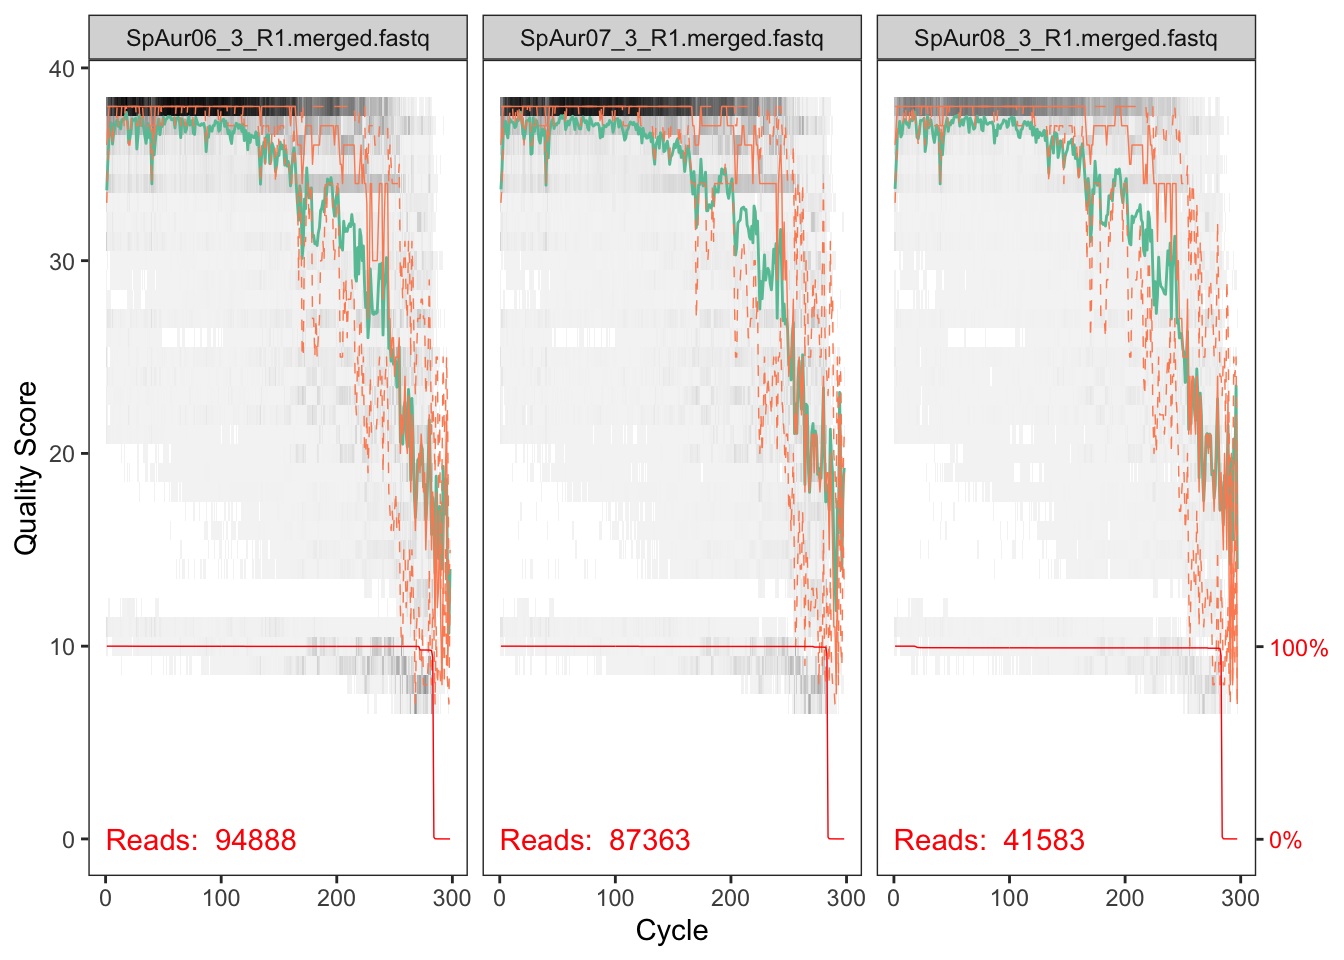 SpAur06_3_R1.merged.fastq
SpAur07_3_R1.merged.fastq
SpAur08_3_R1.merged.fastq
40
30
20
10
0
Quality Score
100%
0%
Reads: 94888
Reads: 87363
Reads: 41583
0 100 200 300
0 100 200 300
0 100 200 300
Cycle